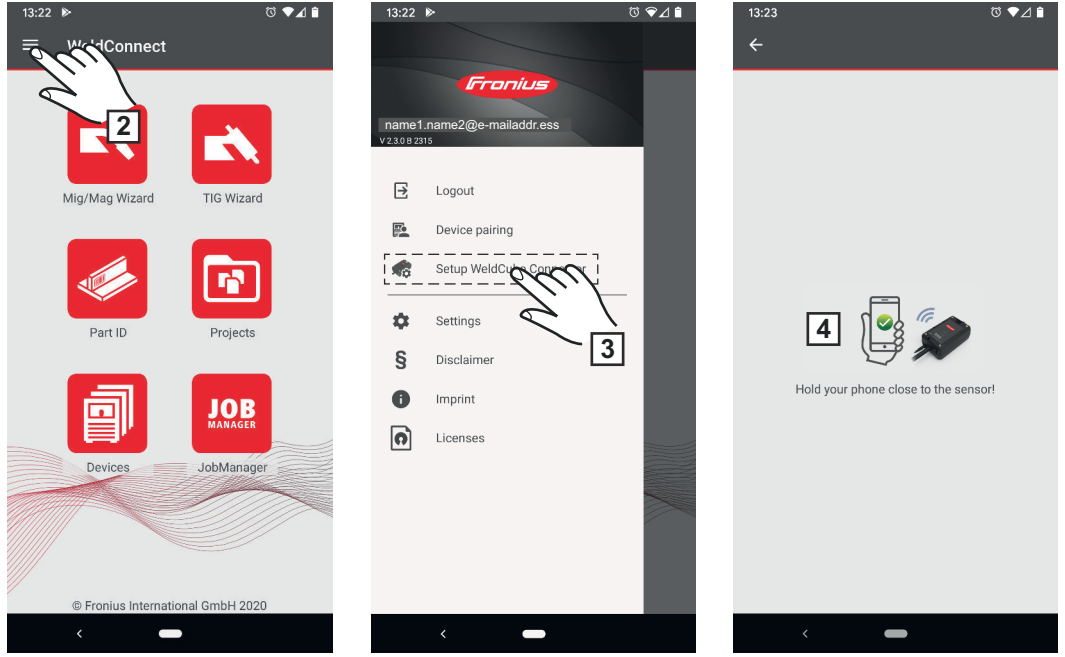 13:22
WeldConnect
2
Mig/Mag Wizard
TIG Wizard
Part ID
Projects
JOB
MANAGER
Devices
JobManager
© Fronius International GmbH 2020
13:22
Fronius
name1.name2@e-mailaddr.ess
V 2.3.0 B 2315
Logout
Device pairing
Setup WeldCube Connector
3
Settings
§ Disclaimer
Imprint
Licenses
13:23
4
Hold your phone close to the sensor!